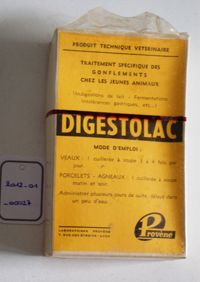 PRODUIT TECHNIQUE VETERINAIRE
TRAITEMENT SPECIFIQUE DES
GONFLEMENTS
CHEZ LES JEUNES ANIMAUX
(Indigestions de lait - Fermentations
Intolérances gastriques, etc...)
DIGESTOLAC
MODE D'EMPLOI :
VEAUX : 1 cuillerée à soupe 3 à 4 fois par
jour.
PORCELETS - AGNEAUX : 1 cuillerée à soupe
matin et soir.
Administrer plusieurs jours de suite, délayé dans
un peu d'eau.
Provène
LABORATOIRES PROVENE
2012-01
-00027